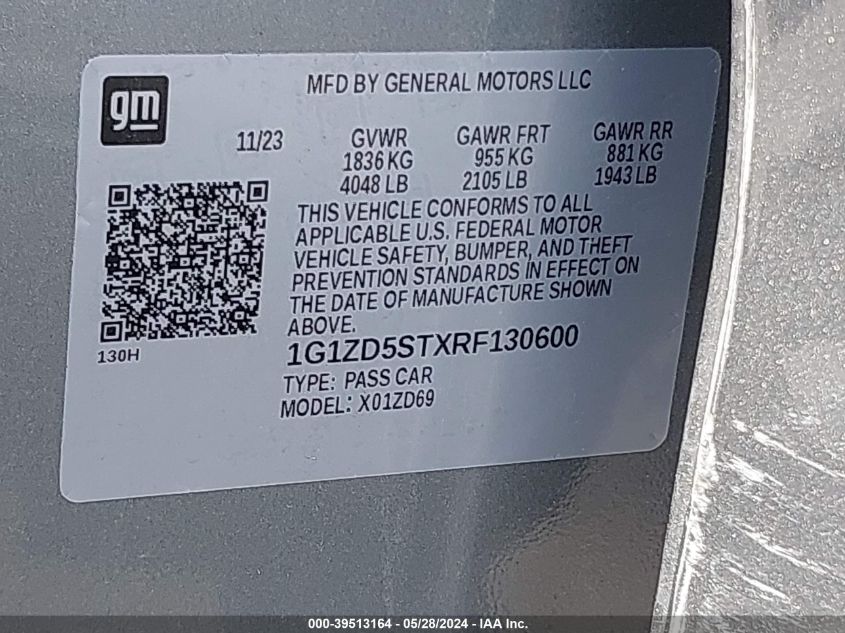 gm
MFD BY GENERAL MOTORS LLC
11/23 GVWR GAWR FRT GAWR RR
1836 KG 955 KG 881 KG
4048 LB 2105 LB 1943 LB
THIS VEHICLE CONFORMS TO ALL
APPLICABLE U.S. FEDERAL MOTOR
VEHICLE SAFETY, BUMPER, AND THEFT
PREVENTION STANDARDS IN EFFECT ON
THE DATE OF MANUFACTURE SHOWN
ABOVE.
130H
1G1ZD5STXRF130600
TYPE: PASS CAR
MODEL: X01ZD69
000-39513164 - 05/28/2024 - IAA Inc.